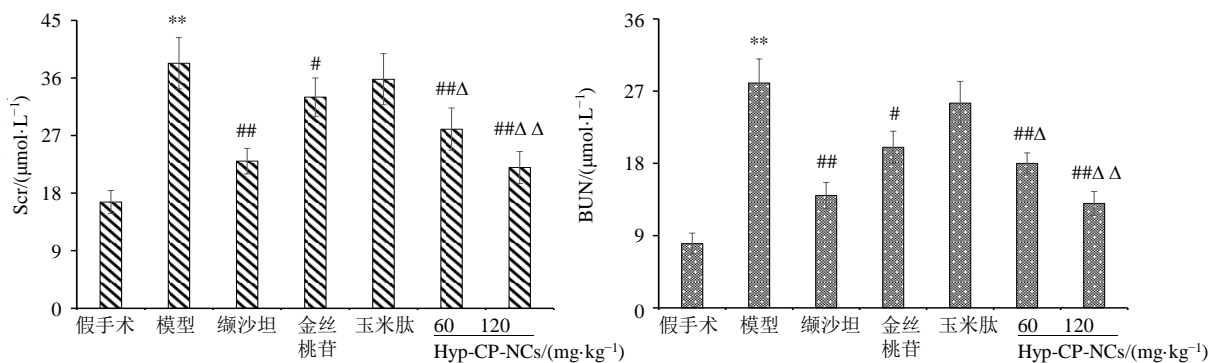 Scr/(μmol·L⁻¹)
45
36
27
18
9
0
**
##
#
##Δ
##Δ Δ
假手术 模型 缬沙坦 金丝桃苷 玉米肽 60 120
Hyp-CP-NCs/(mg·kg⁻¹)
BUN/(μmol·L⁻¹)
36
27
18
9
0
**
##
#
##Δ
##Δ Δ
假手术 模型 缬沙坦 金丝桃苷 玉米肽 60 120
Hyp-CP-NCs/(mg·kg⁻¹)